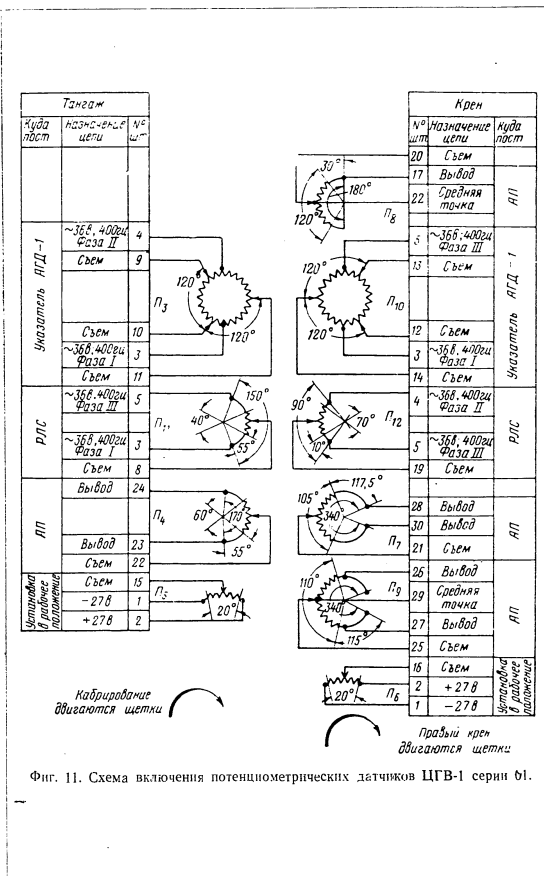 Тангаж
Куда пост
Назначение цепи
№ шт
~36в, 400гц Фаза II 4
Съем 9
Съем 10
~36в, 400гц Фаза I 3
Съем 11
Указатель АГД-1
~36в, 400гц Фаза III 5
~36в, 400гц Фаза I 3
Съем 8
РЛС
Вывод 24
Вывод 23
Съем 22
АП
Съем 15
-27в 1
+27в 2
Установка в рабочее положение
120°
П3
120°
150°
40°
55°
60°
170
П4
55°
П5
20°
Крен
№ шт
Назначение цепи
Куда пост
20 Съем
17 Вывод
22 Средняя точка
АП
~36в, 400гц Фаза III
13 Съем
12 Съем
3 ~36в, 400гц Фаза I
14 Съем
Указатель АГД-1
4 ~36в, 400гц Фаза II
5 ~36в, 400гц Фаза III
19 Съем
РЛС
28 Вывод
30 Вывод
21 Съем
АП
26 Вывод
29 Средняя точка
27 Вывод
25 Съем
АП
16 Съем
2 +27в
1 -27в
Установка в рабочее положение
30°
180°
120°
П8
120°
П10
120°
90°
70°
П12
10°
117,5°
105°
340°
П7
110°
П9
340
115°
20°
П6
Кабрирование
двигаются щетки
Правый крен
двигаются щетки
Фиг. 11. Схема включения потенциометрических датчиков ЦГВ-1 серии 01.